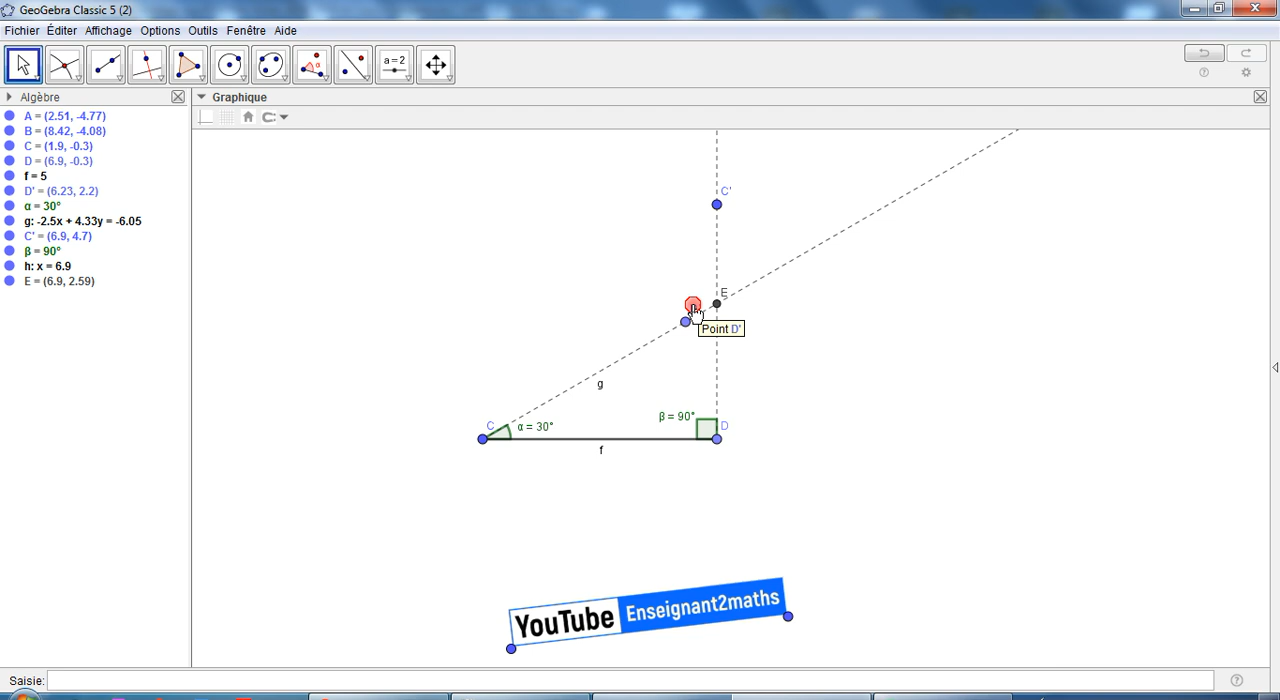 GeoGebra Classic 5 (2)
Fichier Éditer Affichage Options Outils Fenêtre Aide
a=2
Algèbre
Graphique
A = (2.51, -4.77)
B = (8.42, -4.08)
C = (1.9, -0.3)
D = (6.9, -0.3)
f = 5
D' = (6.23, 2.2)
α = 30°
g: -2.5x + 4.33y = -6.05
C' = (6.9, 4.7)
β = 90°
h: x = 6.9
E = (6.9, 2.59)
C'
E
Point D'
g
β = 90°
C α = 30° D
f
YouTube Enseignant2maths
Saisie: